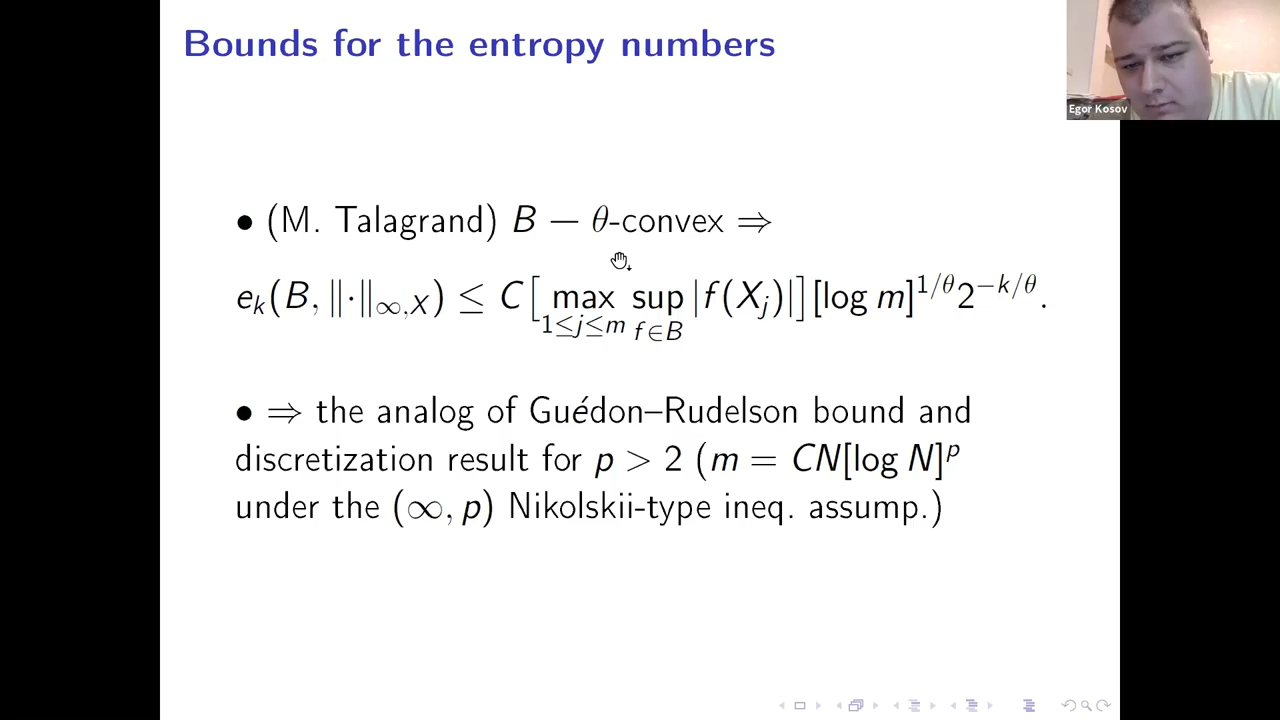 Bounds for the entropy numbers
Egor Kosov
• (M. Talagrand) B − θ-convex ⇒
e_k(B, ‖·‖_{∞,X}) ≤ C[max_{1≤j≤m} sup_{f∈B} |f(X_j)|][log m]^{1/θ} 2^{−k/θ}.
• ⇒ the analog of Guédon–Rudelson bound and
discretization result for p > 2 (m = CN[log N]^p
under the (∞, p) Nikolskii-type ineq. assump.)